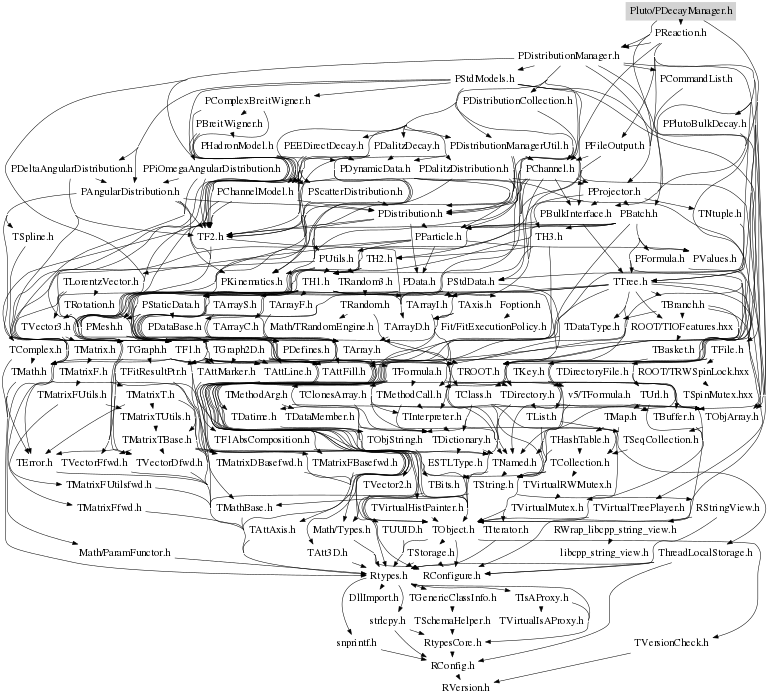 Pluto/PDecayManager.h
PReaction.h
PDistributionManager.h
PStdModels.h PCommandList.h
PComplexBreitWigner.h PDistributionCollection.h
PBreitWigner.h PPlutoBulkDecay.h
PHadronModel.h PEEDirectDecay.h PDalitzDecay.h PDistributionManagerUtil.h PFileOutput.h
PDeltaAngularDistribution.h PPiOmegaAngularDistribution.h PDynamicData.h PDalitzDistribution.h PChannel.h
PAngularDistribution.h PChannelModel.h PScatterDistribution.h PProjector.h
PDistribution.h PBulkInterface.h PBatch.h TNtuple.h
TSpline.h TF2.h PParticle.h TH3.h
PUtils.h TH2.h PFormula.h PValues.h
TLorentzVector.h PKinematics.h TH1.h TRandom3.h PData.h PStdData.h TTree.h
TRotation.h PStaticData.h TArrayS.h TArrayF.h TRandom.h TArrayI.h TAxis.h Foption.h TBranch.h
TVector3.h PMesh.h PDataBase.h TArrayC.h Math/TRandomEngine.h TArrayD.h Fit/FitExecutionPolicy.h TDataType.h ROOT/TIOFeatures.hxx
TComplex.h TMatrix.h TGraph.h TF1.h TGraph2D.h PDefines.h TArray.h TBasket.h TFile.h
TMath.h TMatrixF.h TFitResultPtr.h TAttMarker.h TAttLine.h TAttFill.h TFormula.h TROOT.h TKey.h TDirectoryFile.h ROOT/TRWSpinLock.hxx
TMatrixFUtils.h TMatrixT.h TMethodArg.h TClonesArray.h TMethodCall.h TClass.h TDirectory.h v5/TFormula.h TUrl.h TSpinMutex.hxx
TMatrixTUtils.h TDatime.h TDataMember.h TInterpreter.h TList.h TMap.h TBuffer.h TObjArray.h
TMatrixTBase.h TF1AbsComposition.h TObjString.h TDictionary.h THashTable.h TSeqCollection.h
TError.h TVectorFfwd.h TVectorDfwd.h TMatrixDBasefwd.h TMatrixFBasefwd.h ESTLType.h TNamed.h TCollection.h
TMatrixFUtilsfwd.h TVector2.h TBits.h TString.h TVirtualRWMutex.h
TMatrixFfwd.h TMathBase.h TVirtualHistPainter.h TVirtualMutex.h TVirtualTreePlayer.h RStringView.h
TAttAxis.h Math/Types.h TUUID.h TObject.h TIterator.h RWrap_libcpp_string_view.h
Math/ParamFunctor.h TAtt3D.h TStorage.h libcpp_string_view.h ThreadLocalStorage.h
Rtypes.h RConfigure.h
DllImport.h TGenericClassInfo.h TIsAProxy.h
strlcpy.h TSchemaHelper.h TVirtualIsAProxy.h
snprintf.h RtypesCore.h TVersionCheck.h
RConfig.h
RVersion.h